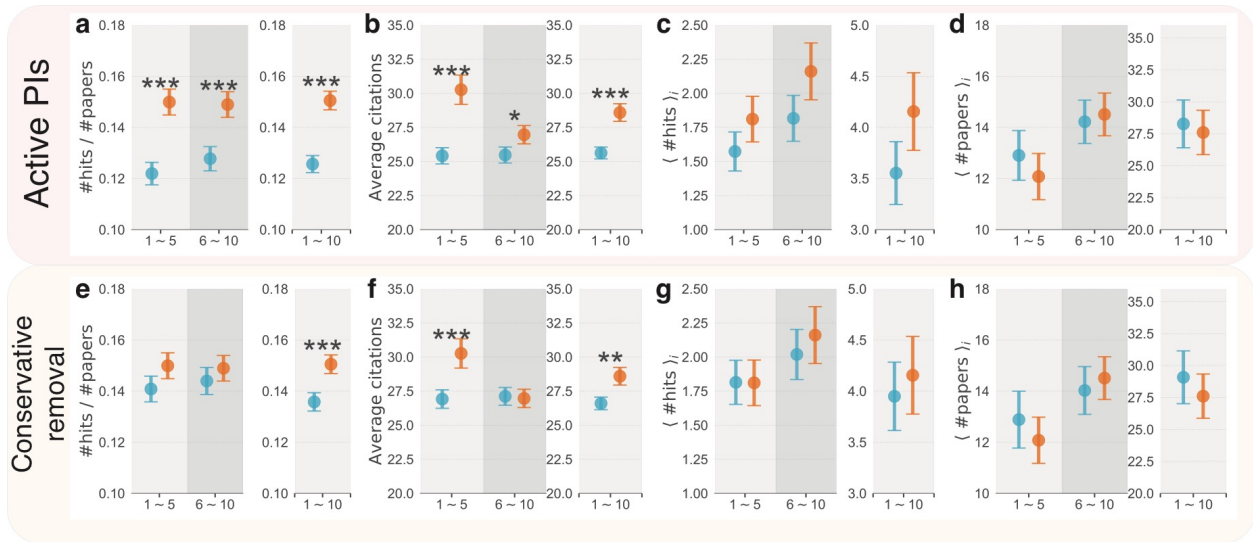 Active PIs
a
#hits / #papers
0.18
0.16
0.14
0.12
0.10
***
***
1 ~ 5
6 ~ 10
0.18
0.16
0.14
0.12
0.10
***
1 ~ 10
b
Average citations
35.0
32.5
30.0
27.5
25.0
22.5
20.0
***
*
1 ~ 5
6 ~ 10
35.0
32.5
30.0
27.5
25.0
22.5
20.0
***
1 ~ 10
c
⟨ #hits ⟩i
2.50
2.25
2.00
1.75
1.50
1.25
1.00
1 ~ 5
6 ~ 10
5.0
4.5
4.0
3.5
3.0
1 ~ 10
d
⟨ #papers ⟩i
18
16
14
12
10
1 ~ 5
6 ~ 10
35.0
32.5
30.0
27.5
25.0
22.5
20.0
1 ~ 10
Conservative
removal
e
#hits / #papers
0.18
0.16
0.14
0.12
0.10
1 ~ 5
6 ~ 10
0.18
0.16
0.14
0.12
0.10
***
1 ~ 10
f
Average citations
35.0
32.5
30.0
27.5
25.0
22.5
20.0
***
1 ~ 5
6 ~ 10
35.0
32.5
30.0
27.5
25.0
22.5
20.0
**
1 ~ 10
g
⟨ #hits ⟩i
2.50
2.25
2.00
1.75
1.50
1.25
1.00
1 ~ 5
6 ~ 10
5.0
4.5
4.0
3.5
3.0
1 ~ 10
h
⟨ #papers ⟩i
18
16
14
12
10
1 ~ 5
6 ~ 10
35.0
32.5
30.0
27.5
25.0
22.5
20.0
1 ~ 10